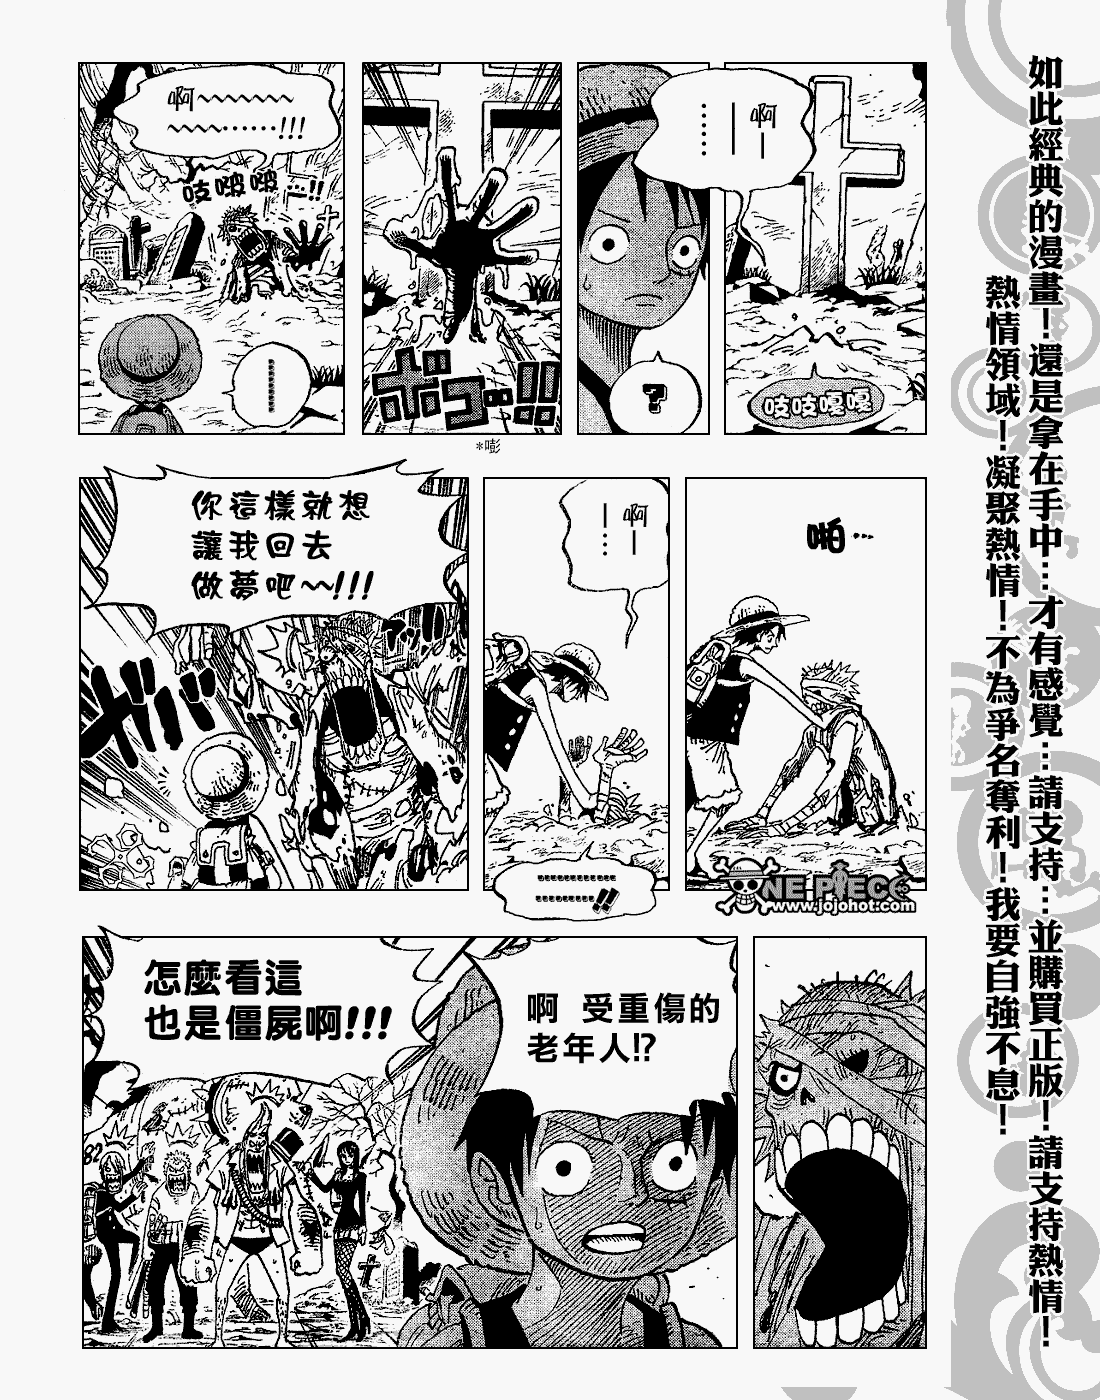 如此經典的漫畫！還是拿在手中…才有感覺…請支持…並購買正版！請支持熱情！
熱情領域！凝聚熱情！不為爭名奪利！我要自強不息！
啊—
—
……
吱吱嘎嘎
?
ボコ…!!
*嘭
啊~~~~~~~
~~~~……!!!
吱啵啵…!!
…………
啪…
啊—
—…
…………
………!!
你這樣就想
讓我回去
做夢吧~~!!!
ONE PIECE
www.jojohot.com
啊 受重傷的
老年人!?
怎麼看這
也是僵屍啊!!!